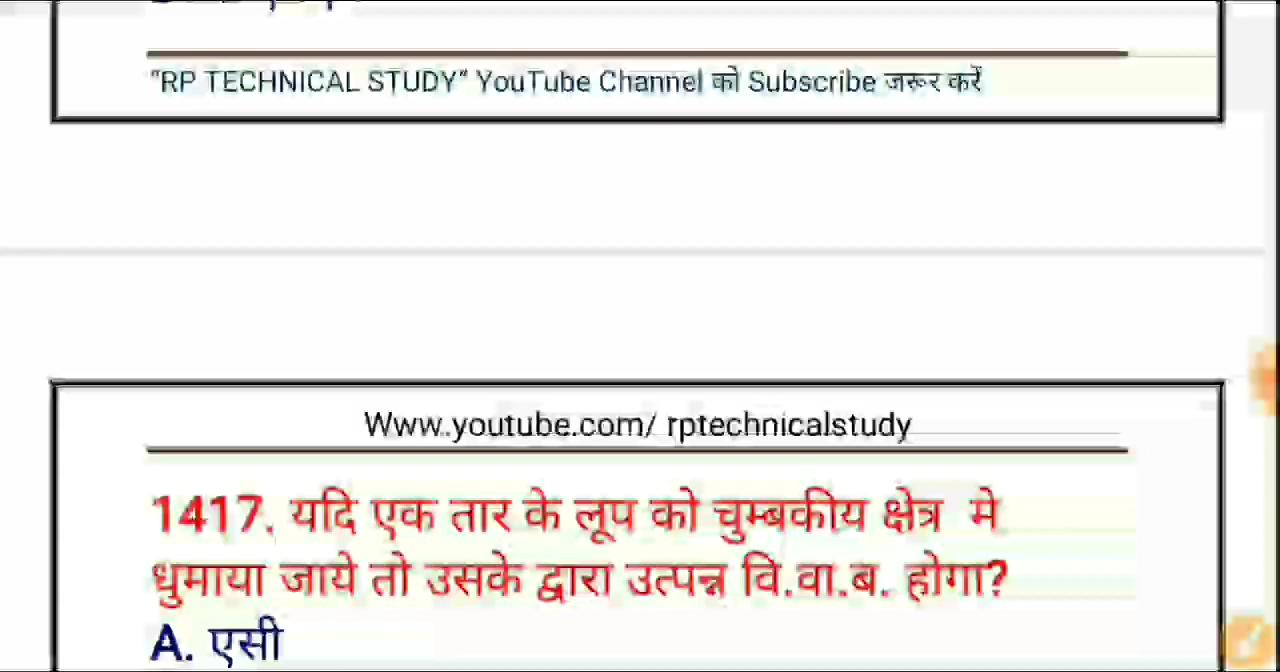 "RP TECHNICAL STUDY" YouTube Channel को Subscribe जरूर करें
Www.youtube.com/ rptechnicalstudy
1417. यदि एक तार के लूप को चुम्बकीय क्षेत्र मे
धुमाया जाये तो उसके द्वारा उत्पन्न वि.वा.ब. होगा?
A. एसी